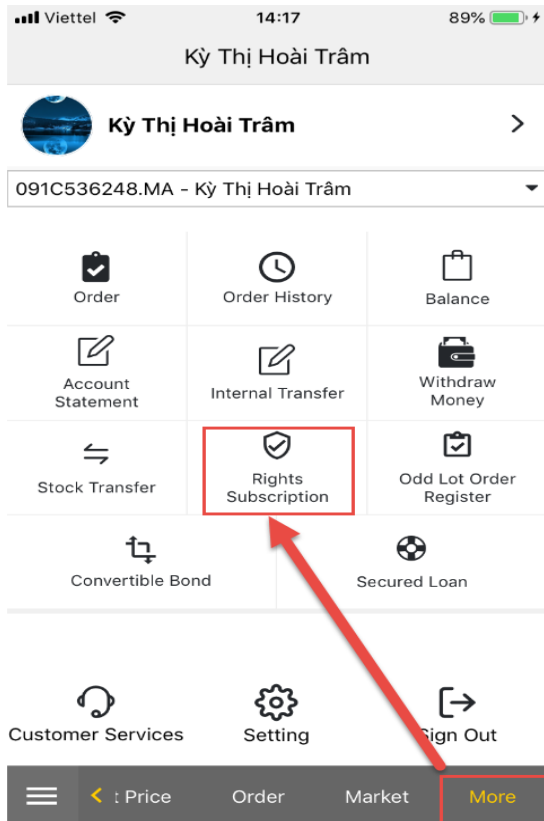 Viettel 14:17 89%
Kỳ Thị Hoài Trâm
Kỳ Thị Hoài Trâm
091C536248.MA - Kỳ Thị Hoài Trâm
Order Order History Balance
Account
Statement
Internal Transfer
Withdraw
Money
Stock Transfer
Rights
Subscription
Odd Lot Order
Register
Convertible Bond Secured Loan
Customer Services Setting Sign Out
t Price Order Market More